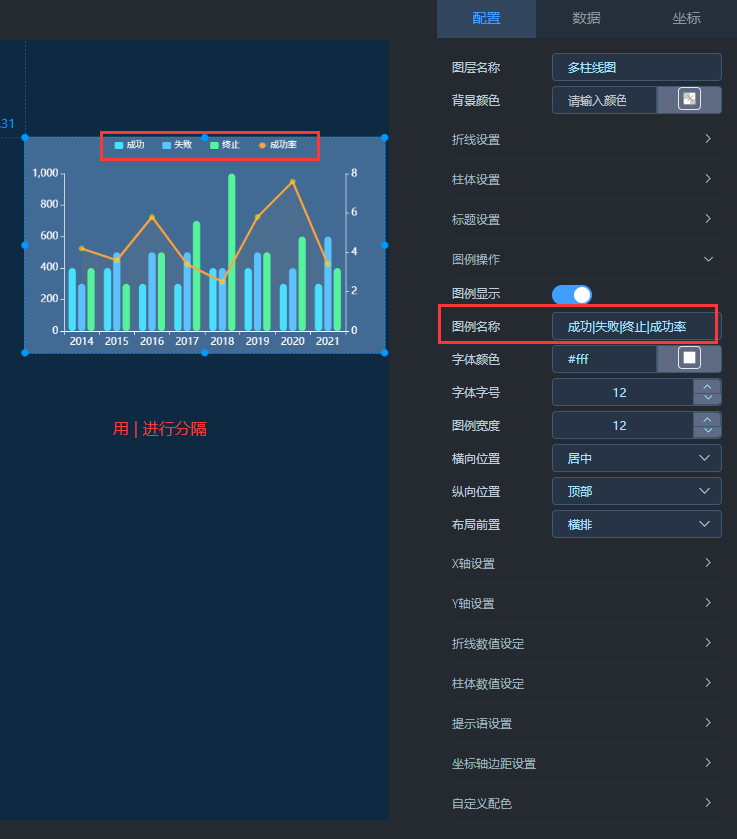 配置 数据 坐标
图层名称 多柱线图
背景颜色 请输入颜色
折线设置
柱体设置
标题设置
图例操作
图例显示
图例名称 成功|失败|终止|成功率
字体颜色 #fff
字体字号 12
图例宽度 12
横向位置 居中
纵向位置 顶部
布局前置 横排
X轴设置
Y轴设置
折线数值设定
柱体数值设定
提示语设置
坐标轴边距设置
自定义配色
.31
成功 失败 终止 成功率
1,000 8
800
6
600
400 4
200 2
0 0
2014 2015 2016 2017 2018 2019 2020 2021
用 | 进行分隔